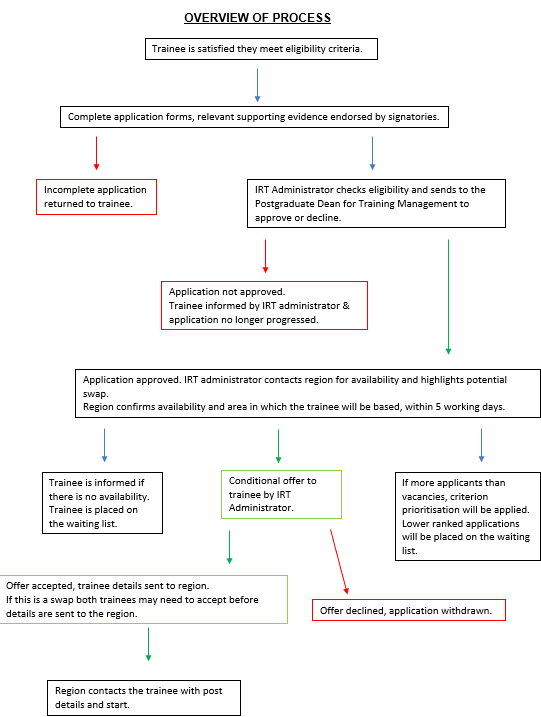 OVERVIEW OF PROCESS
Trainee is satisfied they meet eligibility criteria.
Complete application forms, relevant supporting evidence endorsed by signatories.
Incomplete application
returned to trainee.
IRT Administrator checks eligibility and sends to the
Postgraduate Dean for Training Management to
approve or decline.
Application not approved.
Trainee informed by IRT administrator &
application no longer progressed.
Application approved. IRT administrator contacts region for availability and highlights potential
swap.
Region confirms availability and area in which the trainee will be based, within 5 working days.
Trainee is informed if
there is no availability.
Trainee is placed on
the waiting list.
Conditional offer to
trainee by IRT
Administrator.
If more applicants than
vacancies, criterion
prioritisation will be applied.
Lower ranked applications
will be placed on the waiting
list.
Offer accepted, trainee details sent to region.
If this is a swap both trainees may need to accept before
details are sent to the region.
Offer declined, application withdrawn.
Region contacts the trainee with post
details and start.